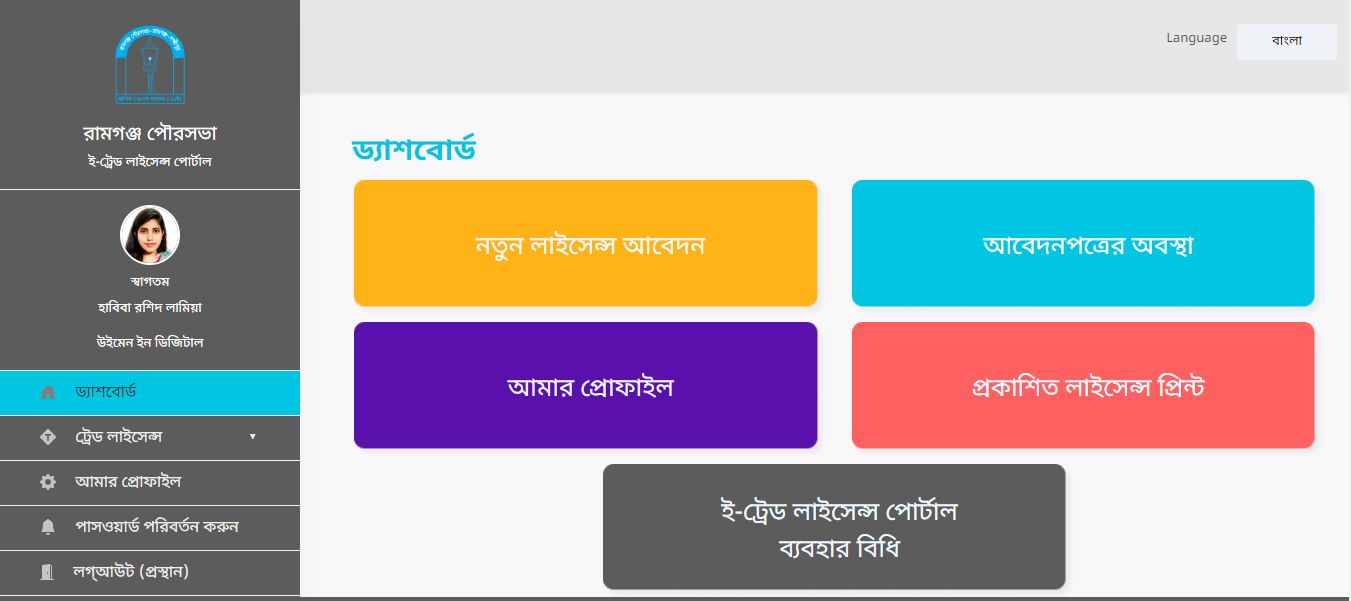 রামগঞ্জ পৌরসভা
ই-ট্রেড লাইসেন্স পোর্টাল
স্বাগতম
হাবিবা রশিদ লামিয়া
উইমেন ইন ডিজিটাল
ড্যাশবোর্ড
ট্রেড লাইসেন্স
আমার প্রোফাইল
পাসওয়ার্ড পরিবর্তন করুন
লগ্আউট (প্রস্থান)
Language
বাংলা
ড্যাশবোর্ড
নতুন লাইসেন্স আবেদন
আবেদনপত্রের অবস্থা
আমার প্রোফাইল
প্রকাশিত লাইসেন্স প্রিন্ট
ই-ট্রেড লাইসেন্স পোর্টাল
ব্যবহার বিধি